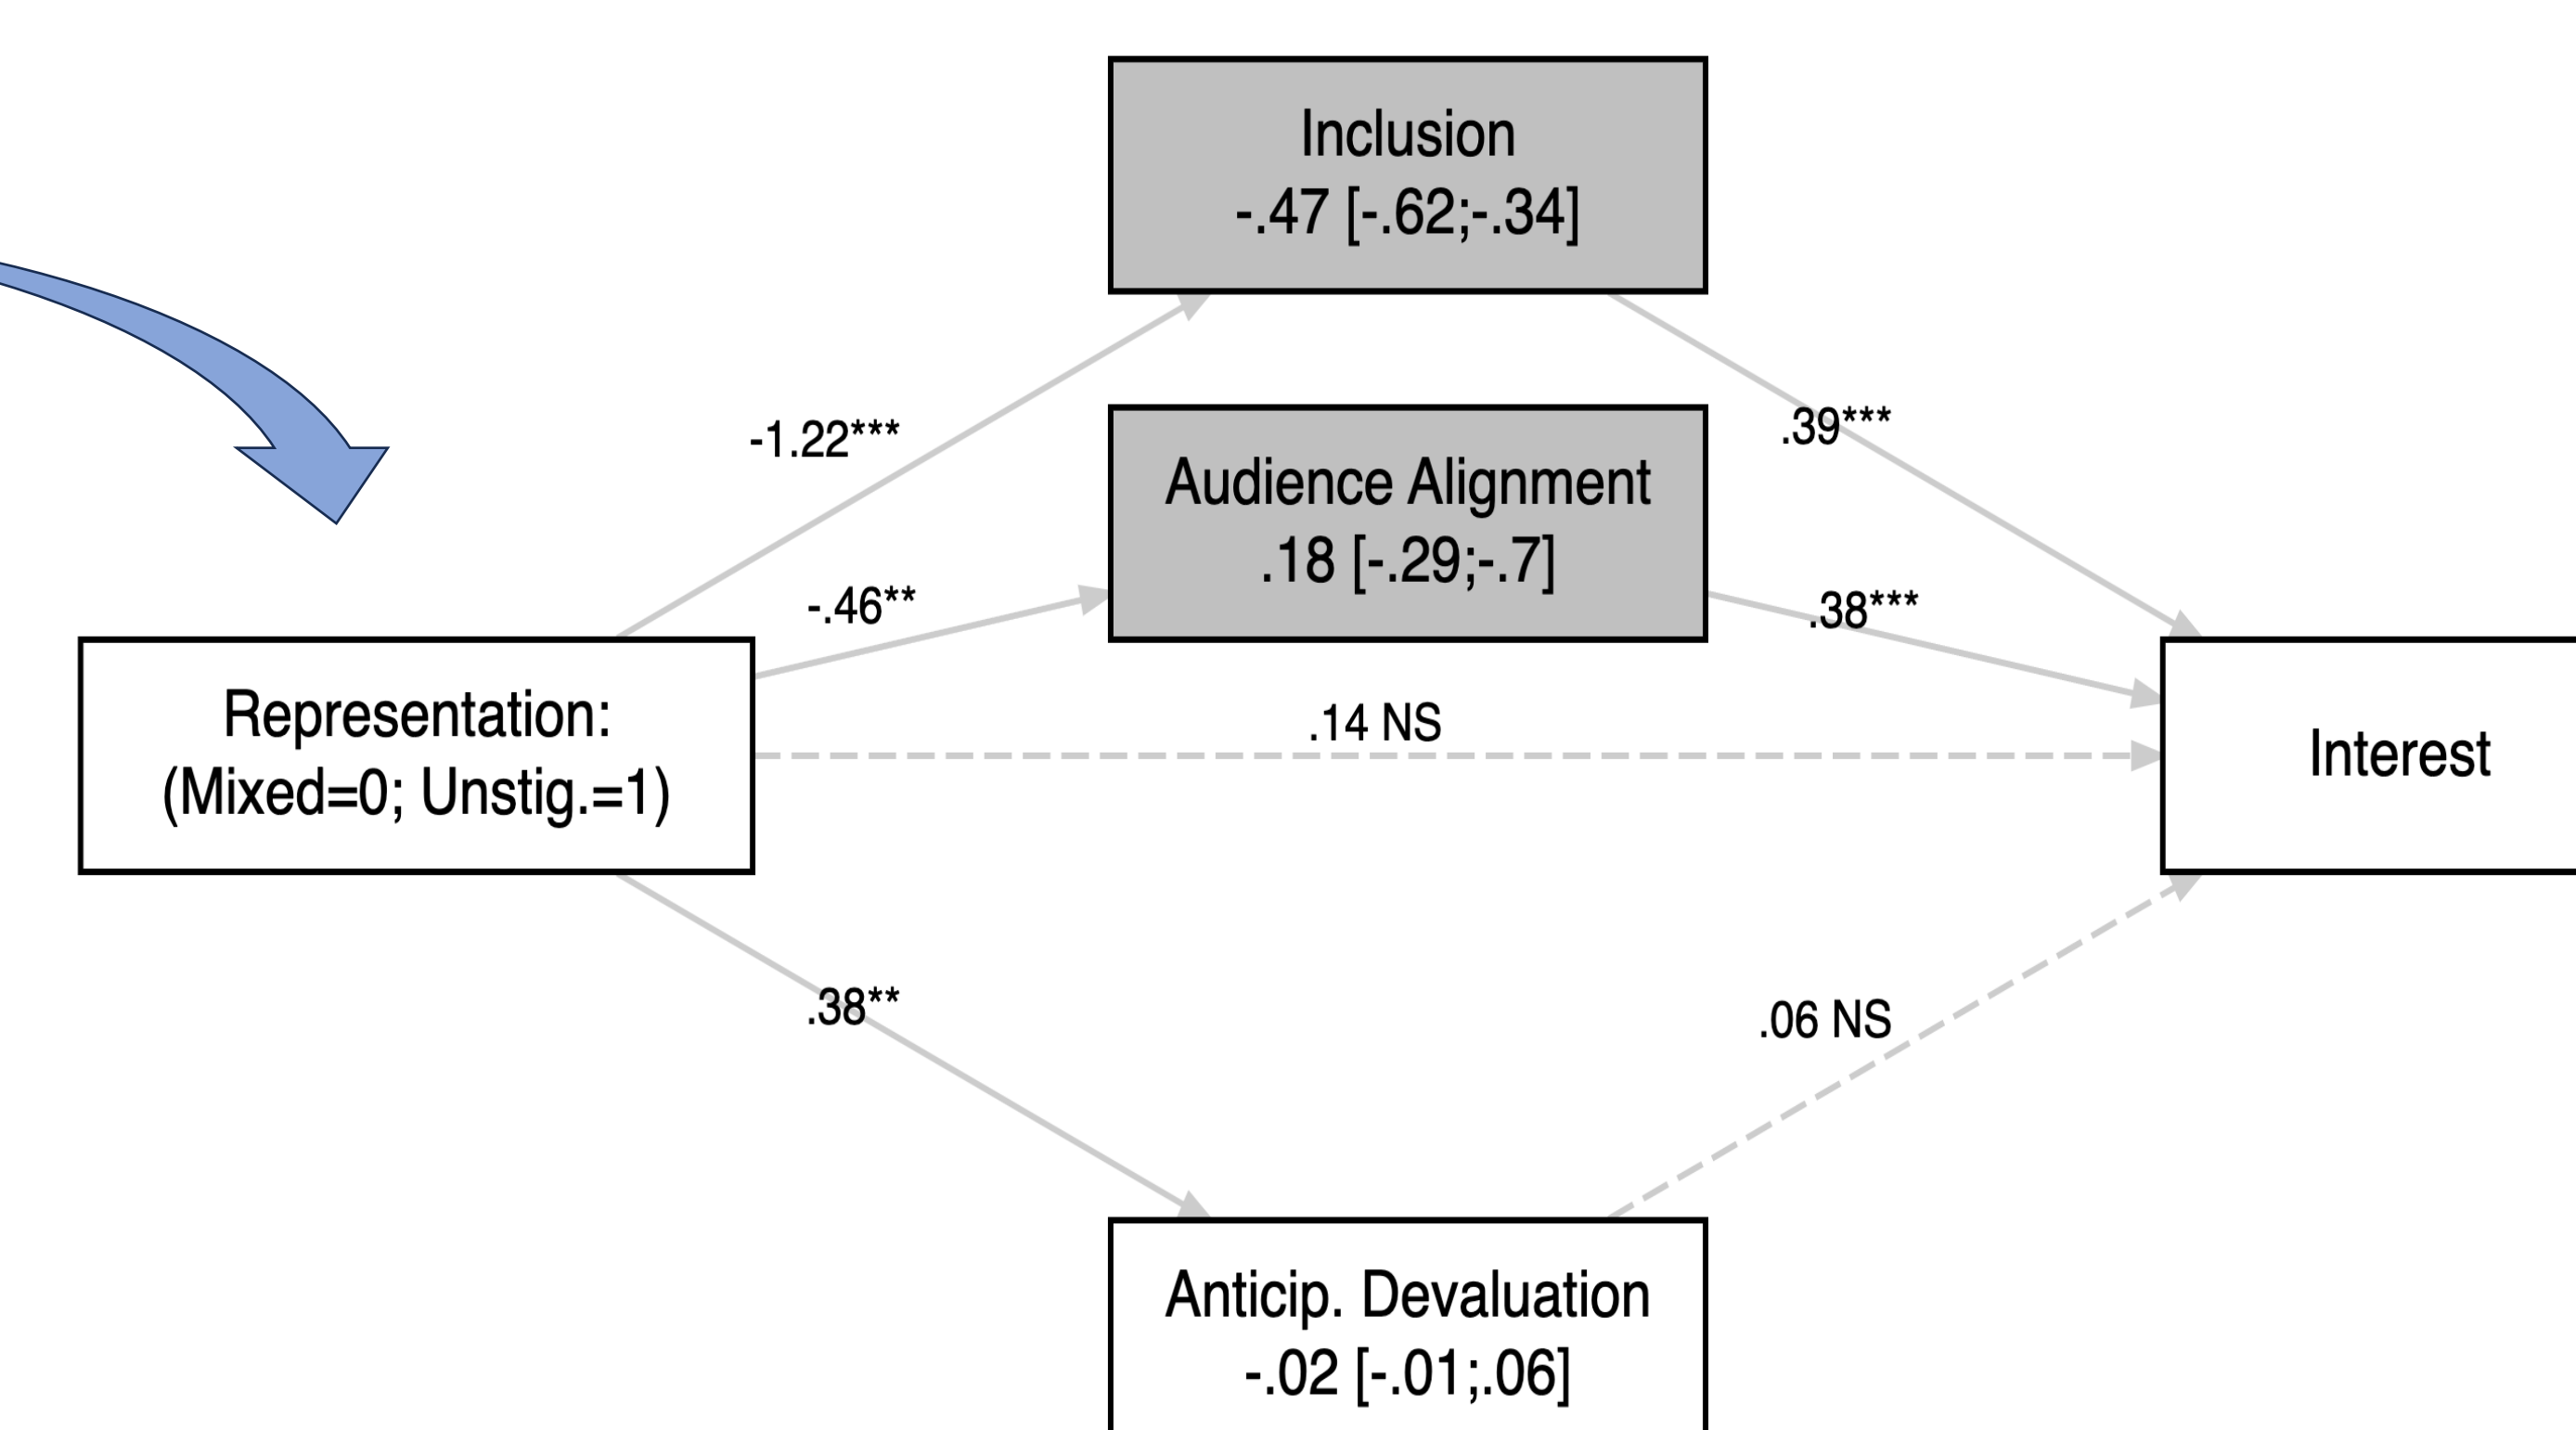 Inclusion
-.47 [-.62;-.34]
-1.22***
.39***
Audience Alignment
.18 [-.29;-.7]
-.46**
.38***
Representation:
(Mixed=0; Unstig.=1)
.14 NS
Interest
.38**
.06 NS
Anticip. Devaluation
-.02 [-.01;.06]